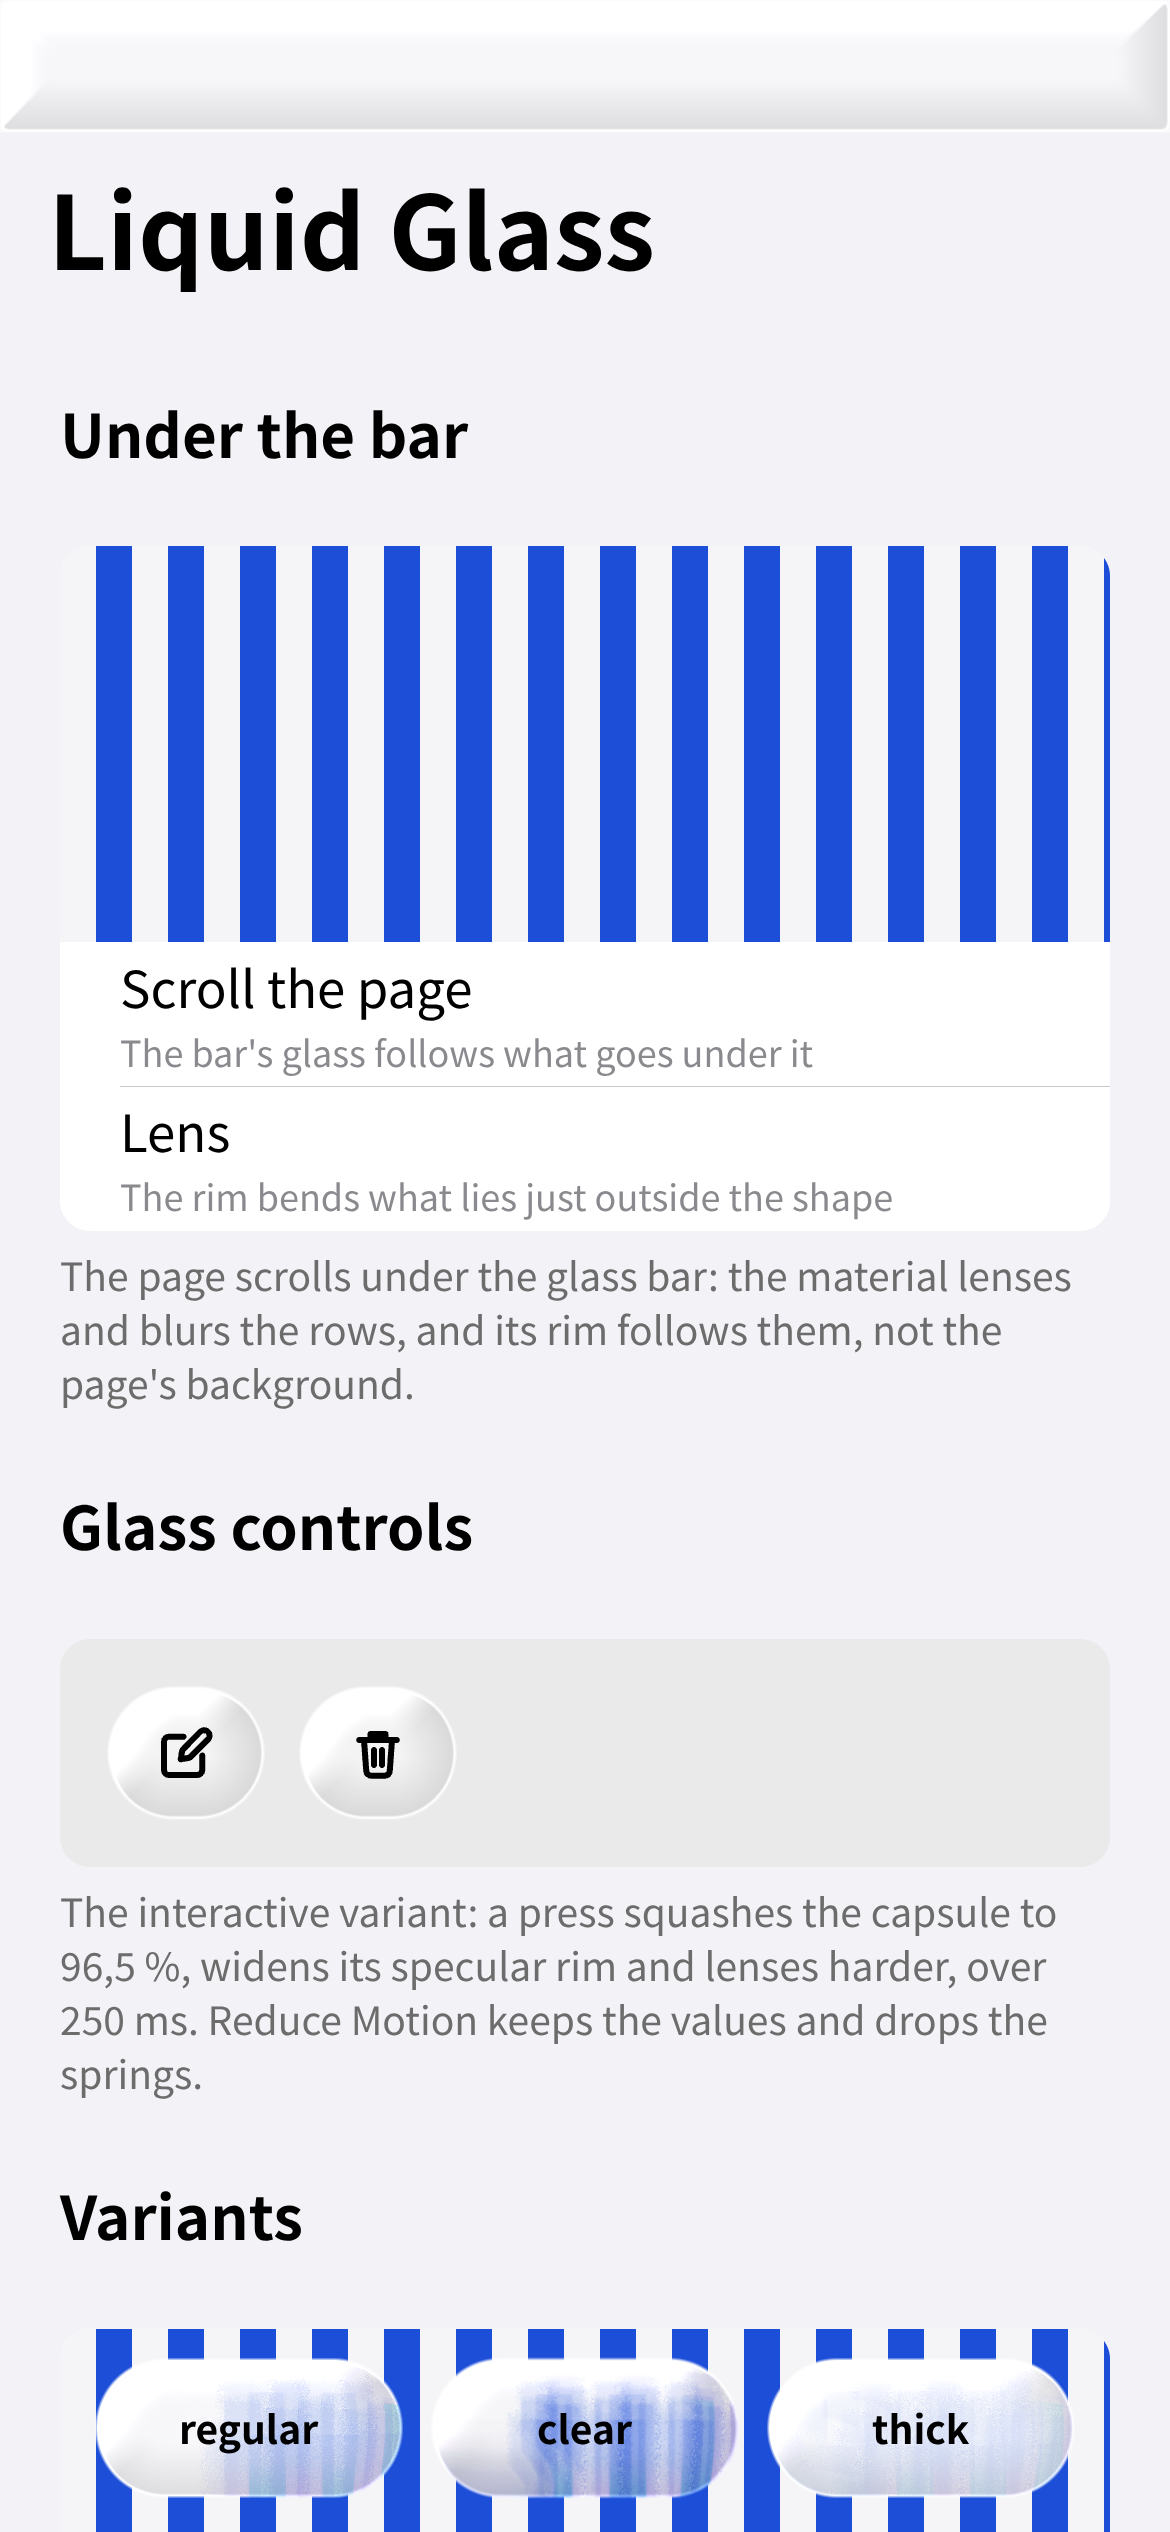 Liquid Glass
Under the bar
Scroll the page
The bar's glass follows what goes under it
Lens
The rim bends what lies just outside the shape
The page scrolls under the glass bar: the material lenses
and blurs the rows, and its rim follows them, not the
page's background.
Glass controls
The interactive variant: a press squashes the capsule to
96,5 %, widens its specular rim and lenses harder, over
250 ms. Reduce Motion keeps the values and drops the
springs.
Variants
regular clear thick